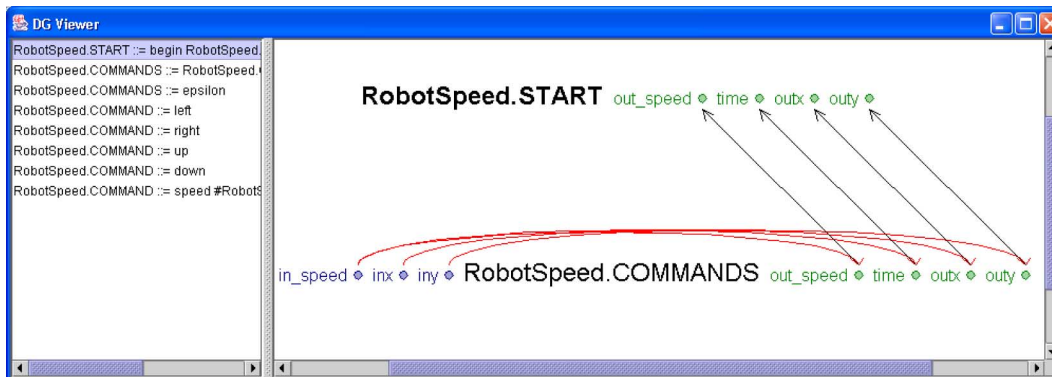 DG Viewer
RobotSpeed.START ::= begin RobotSpeed.
RobotSpeed.COMMANDS ::= RobotSpeed.
RobotSpeed.COMMANDS ::= epsilon
RobotSpeed.COMMAND ::= left
RobotSpeed.COMMAND ::= right
RobotSpeed.COMMAND ::= up
RobotSpeed.COMMAND ::= down
RobotSpeed.COMMAND ::= speed #Robot
RobotSpeed.START out_speed time outx outy
in_speed inx iny RobotSpeed.COMMANDS out_speed time outx outy